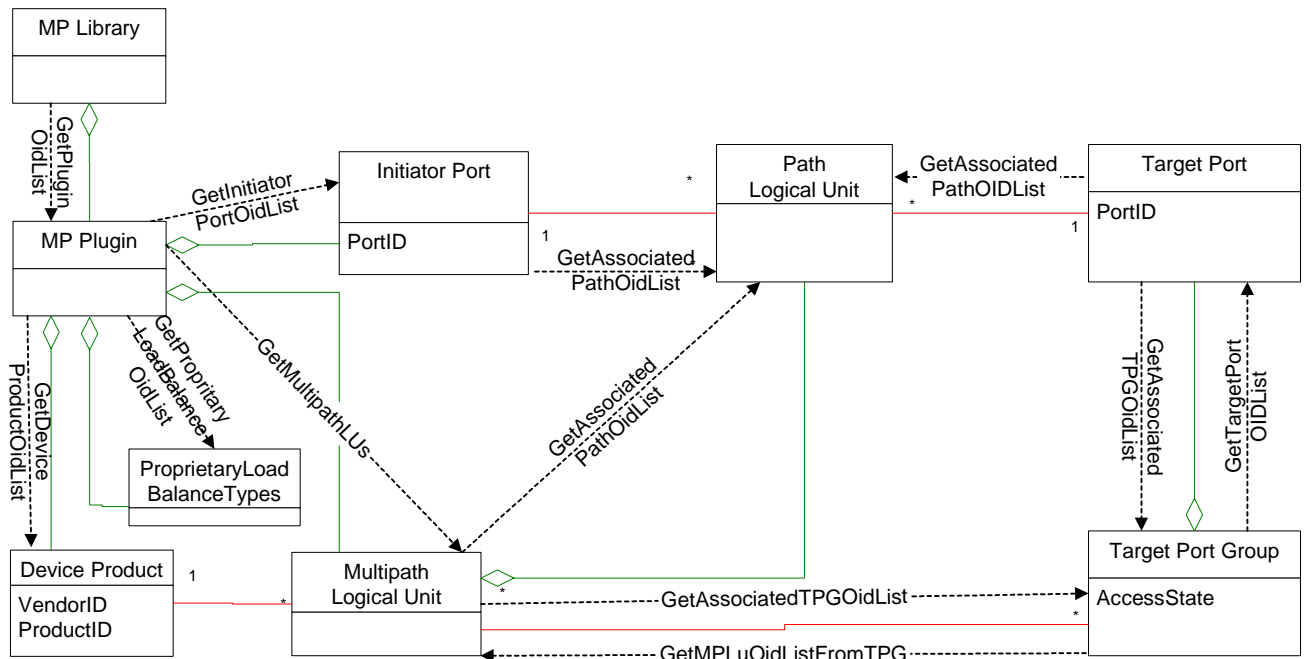 MP Library
GetPlugin
OidList
MP Plugin
GetInitiator
PortOidList
Initiator Port
PortID
*
1
Path
Logical Unit
GetAssociated
PathOIDList
*
1
Target Port
PortID
GetAssociated
PathOidList
*
GetDevice
ProductOidList
GetPropritary
LoadBalance
OidList
GetMultipathLUs
GetAssociated
PathOidList
GetAssociated
TPGOidList
GetTargetPort
OIDList
ProprietaryLoad
BalanceTypes
Device Product
VendorID
ProductID
1
*
Multipath
Logical Unit
*
GetAssociatedTPGOidList
*
GetMPLuOidListFromTPG
Target Port Group
AccessState